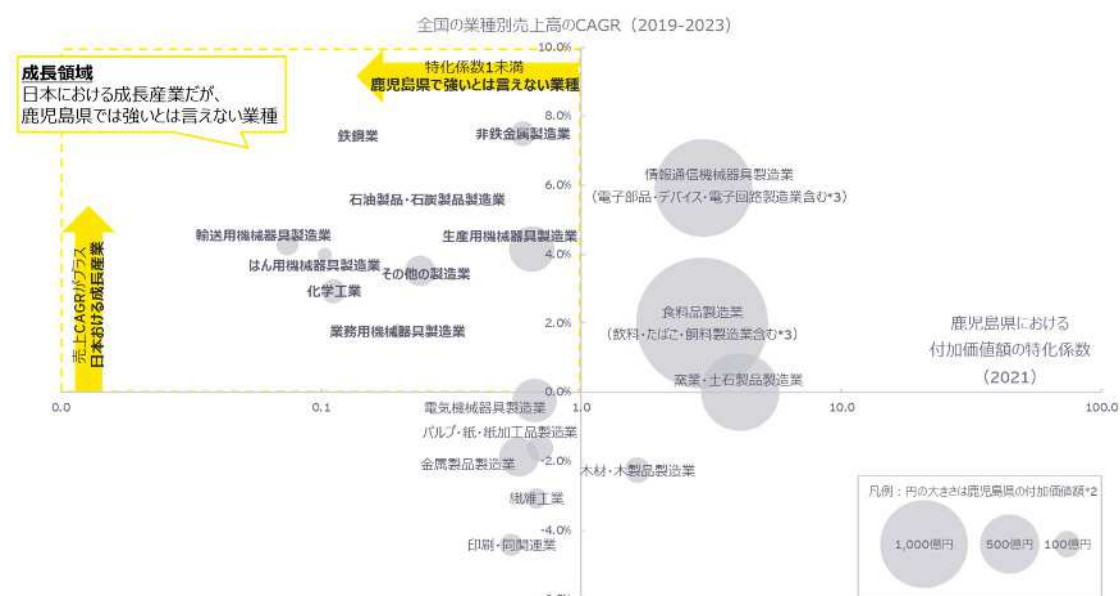 全国の業種別売上高のCAGR（2019-2023）
10.0%
成長領域
日本における成長産業だが、
鹿児島県では強いとは言えない業種
特化係数1未満
鹿児島県で強いとは言えない業種
8.0%
鉄鋼業
非鉄金属製造業
情報通信機械器具製造業
（電子部品・デバイス・電子回路製造業含む*3）
6.0%
石油製品・石炭製品製造業
輸送用機械器具製造業
生産用機械器具製造業
4.0%
はん用機械器具製造業
その他の製造業
化学工業
売上CAGRがプラス
日本おける成長産業
食料品製造業
（飲料・たばこ・飼料製造業含む*3）
2.0%
業務用機械器具製造業
鹿児島県における
付加価値額の特化係数
（2021）
窯業・土石製品製造業
0.0%
0.0
0.1
1.0
10.0
100.0
電気機械器具製造業
パルプ・紙・紙加工品製造業
金属製品製造業
-2.0%
木材・木製品製造業
繊維工業
-4.0%
印刷・同関連業
凡例：円の大きさは鹿児島県の付加価値額*2
1,000億円
500億円
100億円